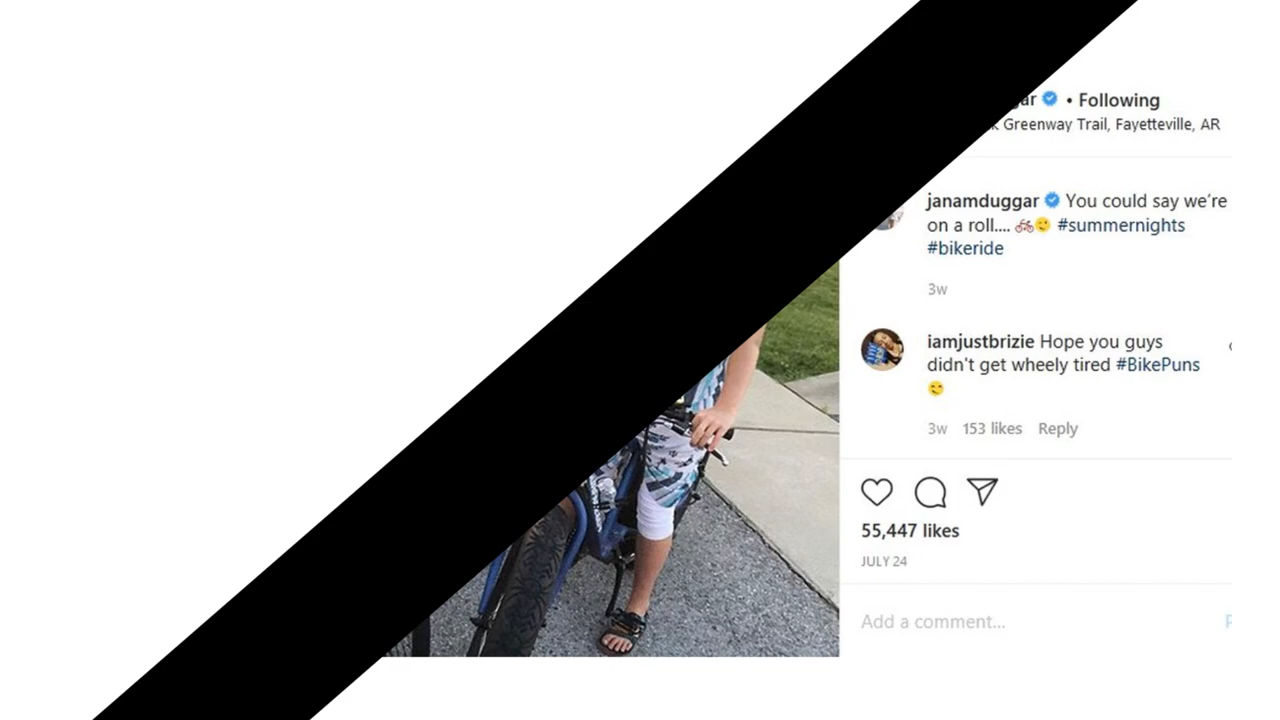 • Following
Greenway Trail, Fayetteville, AR
janamduggar You could say we're
on a roll.... 🚲😉 #summernights
#bikeride
3w
iamjustbrizie Hope you guys
didn't get wheely tired #BikePuns
😉
3w 153 likes Reply
55,447 likes
JULY 24
Add a comment...